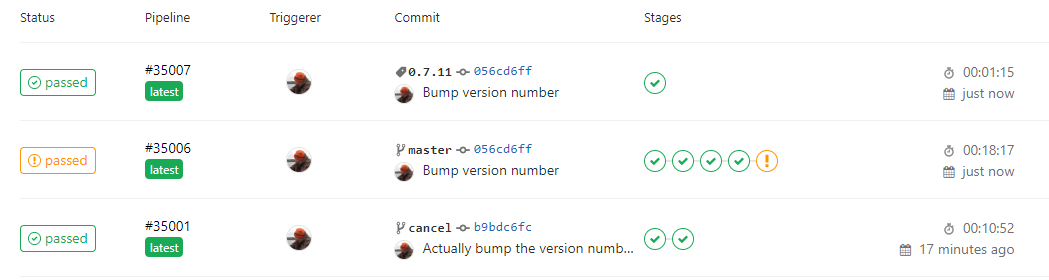 Status Pipeline Triggerer Commit Stages
passed #35007 latest 0.7.11 056cd6ff 00:01:15
Bump version number just now
passed #35006 latest master 056cd6ff 00:18:17
Bump version number just now
passed #35001 latest cancel b9bdc6fc 00:10:52
Actually bump the version numb... 17 minutes ago